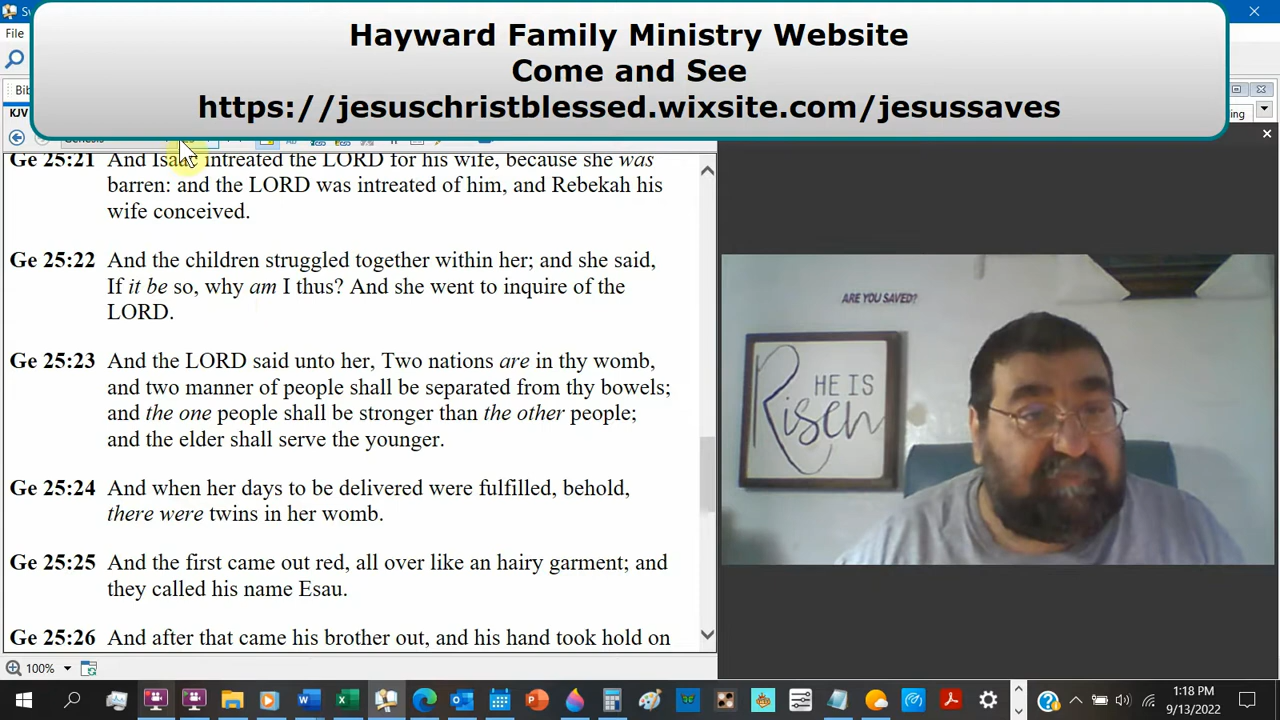 Hayward Family Ministry Website
Come and See
https://jesuschristblessed.wixsite.com/jesussaves
File
KJV
ing
Ge 25:21 And Isaac intreated the LORD for his wife, because she was
barren: and the LORD was intreated of him, and Rebekah his
wife conceived.
Ge 25:22 And the children struggled together within her; and she said,
If it be so, why am I thus? And she went to inquire of the
LORD.
Ge 25:23 And the LORD said unto her, Two nations are in thy womb,
and two manner of people shall be separated from thy bowels;
and the one people shall be stronger than the other people;
and the elder shall serve the younger.
Ge 25:24 And when her days to be delivered were fulfilled, behold,
there were twins in her womb.
Ge 25:25 And the first came out red, all over like an hairy garment; and
they called his name Esau.
Ge 25:26 And after that came his brother out, and his hand took hold on
100%
ARE YOU SAVED?
HE IS
Risen
1:18 PM
9/13/2022